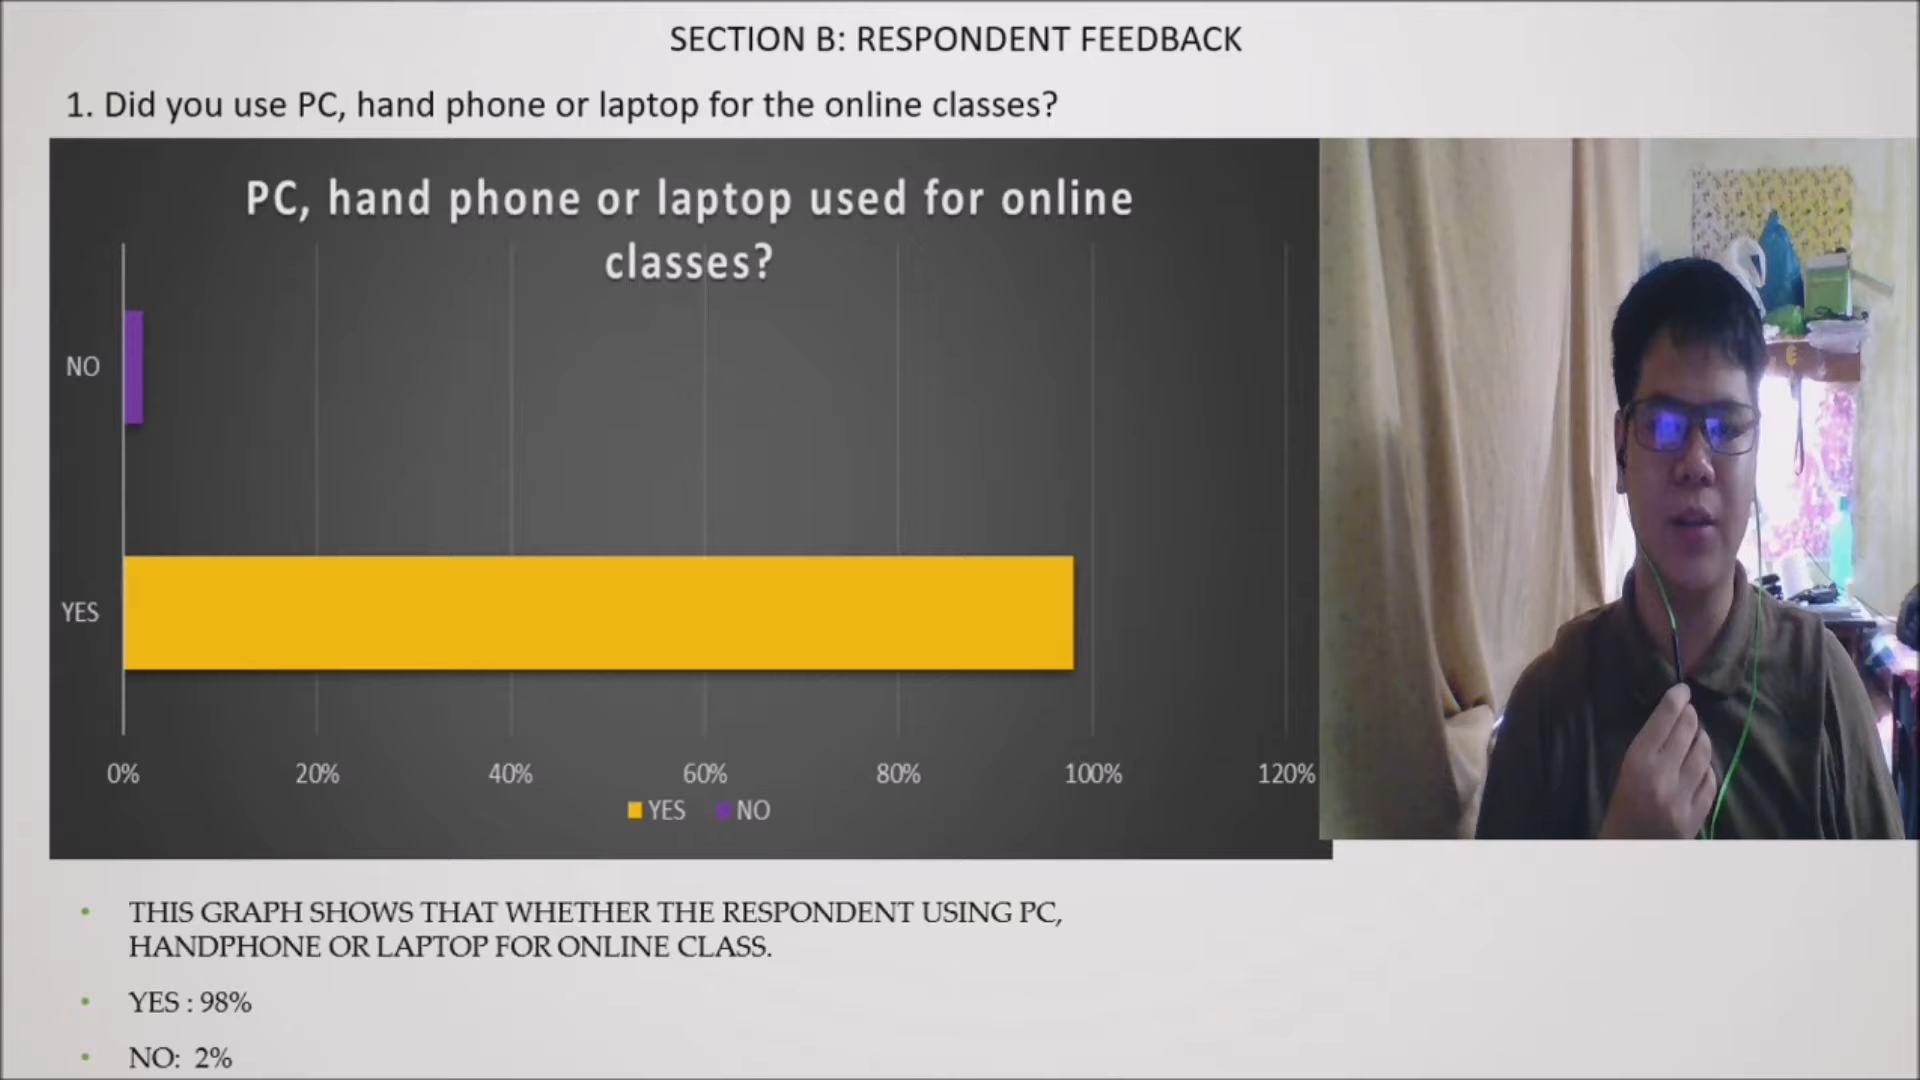 SECTION B: RESPONDENT FEEDBACK
1. Did you use PC, hand phone or laptop for the online classes?
PC, hand phone or laptop used for online
classes?
NO
YES
0% 20% 40% 60% 80% 100% 120%
YES NO
• THIS GRAPH SHOWS THAT WHETHER THE RESPONDENT USING PC,
HANDPHONE OR LAPTOP FOR ONLINE CLASS.
• YES : 98%
• NO: 2%